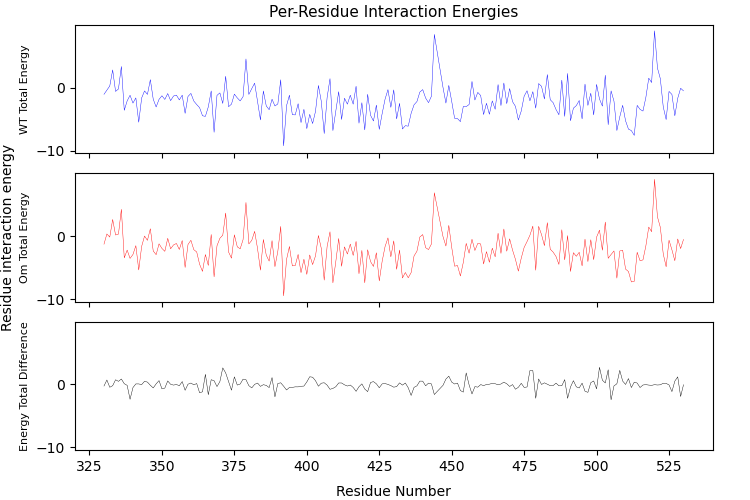 Per-Residue Interaction Energies
WT Total Energy
0
−10
Residue interaction energy
Om Total Energy
0
−10
Energy Total Difference
0
−10
325 350 375 400 425 450 475 500 525
Residue Number